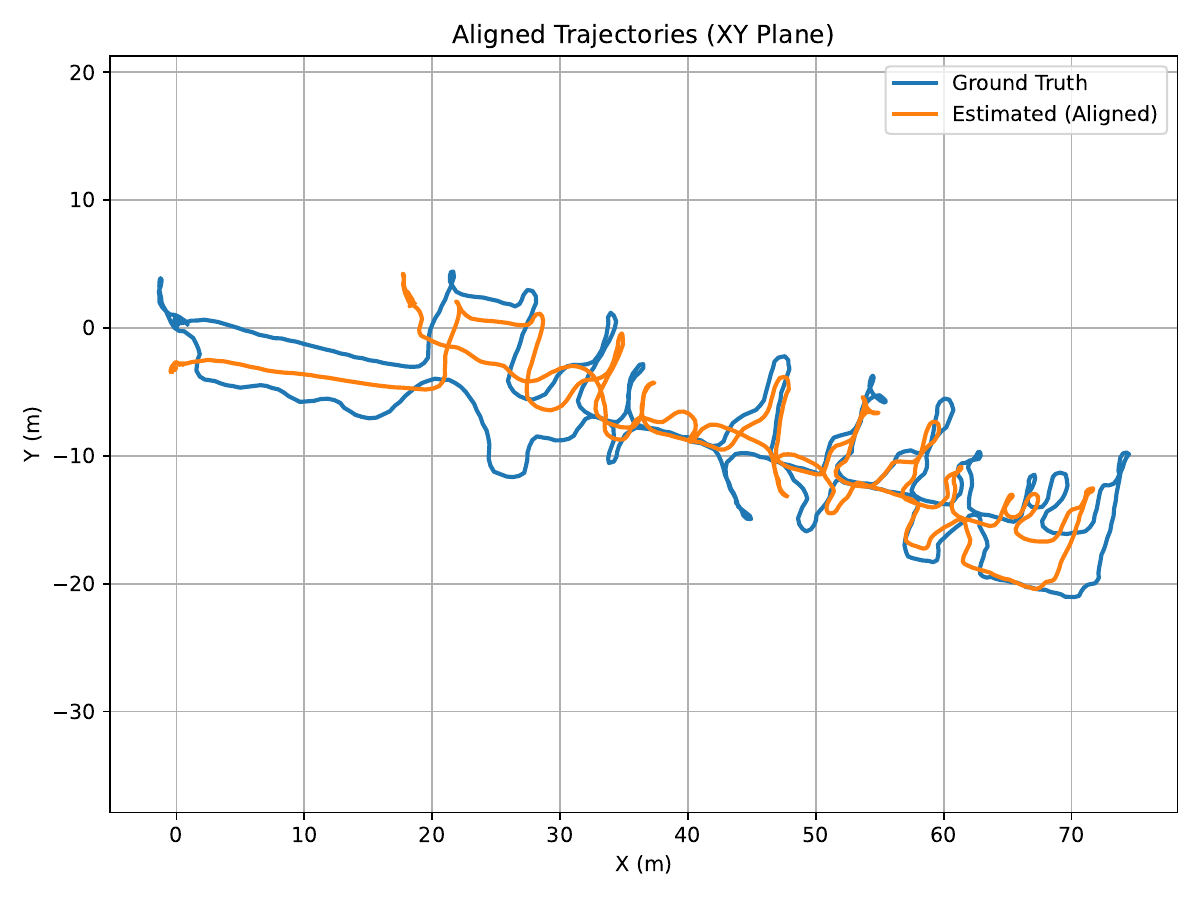 Aligned Trajectories (XY Plane)
Ground Truth
Estimated (Aligned)
20
10
0
−10
−20
−30
Y (m)
0 10 20 30 40 50 60 70
X (m)